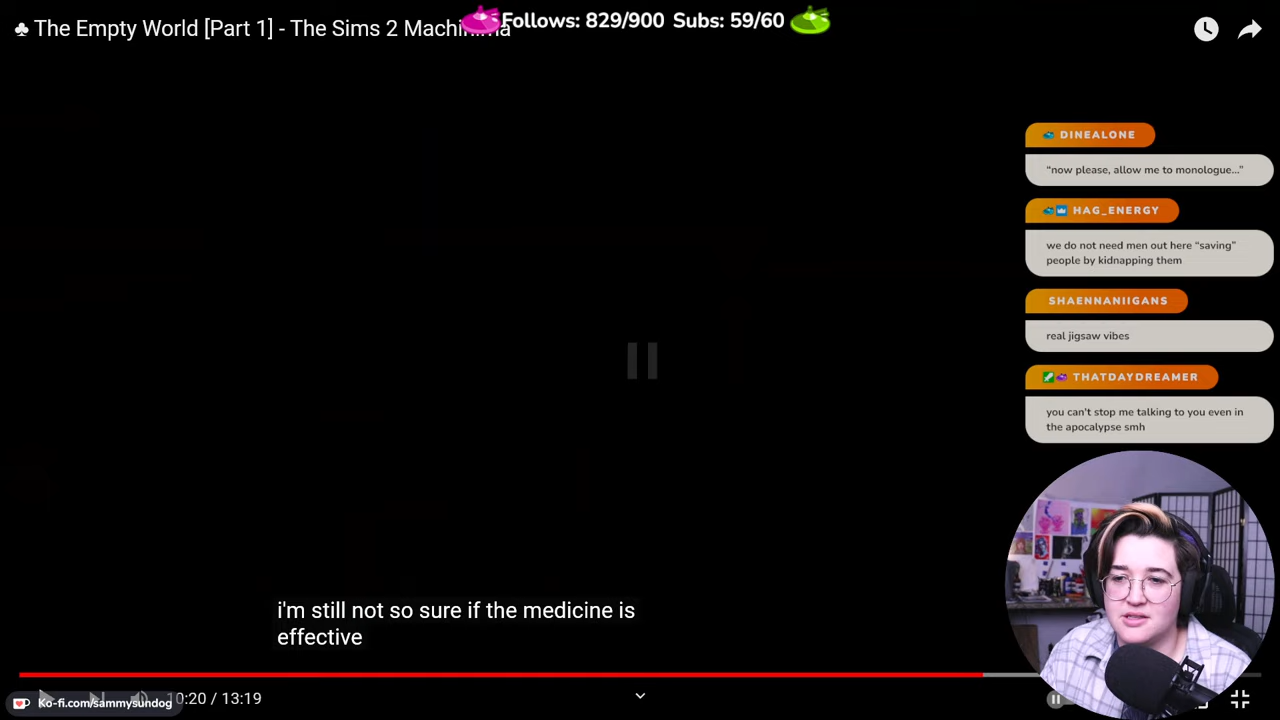 ♣ The Empty World [Part 1] - The Sims 2 Machinima
Follows: 829/900 Subs: 59/60
DINEALONE
“now please, allow me to monologue...”
HAG_ENERGY
we do not need men out here “saving”
people by kidnapping them
SHAENNANIIGANS
real jigsaw vibes
THATDAYDREAMER
you can't stop me talking to you even in
the apocalypse smh
i'm still not so sure if the medicine is
effective
10:20 / 13:19
Ko-fi.com/sammysundog